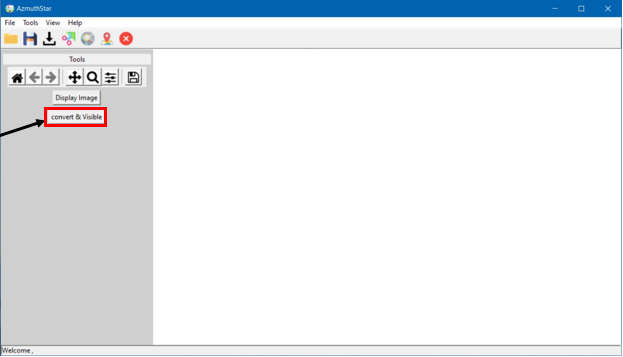 AzmuthStar
File Tools View Help
Tools
Display Image
convert & Visible
Welcome ,